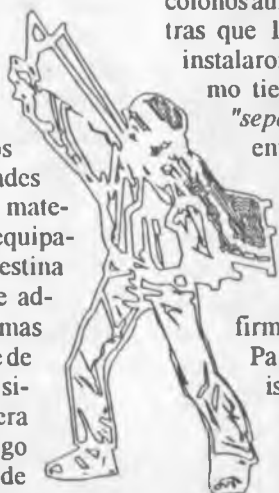 os
ades
mate-
equipa-
estina
e ad-
mas
e de
si-
era
go
de
colonos
tras que l
instalaro
mo tie
"sepa
ent
firm
Pa
is